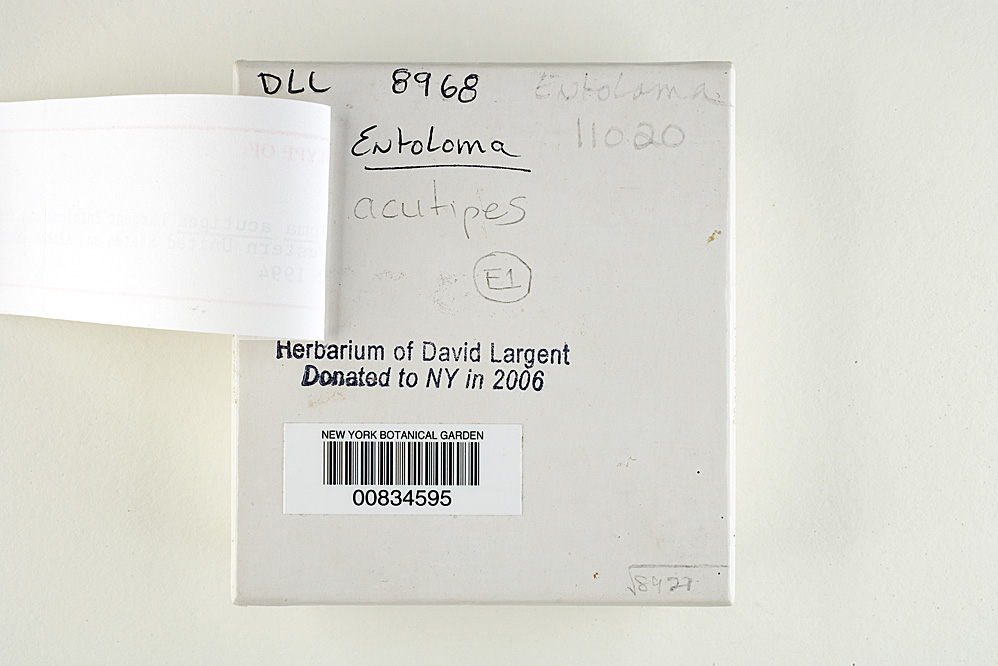 DLL 8968 Entoloma
11020
Entoloma
acutipes
E1
Herbarium of David Largent
Donated to NY in 2006
NEW YORK BOTANICAL GARDEN
00834595